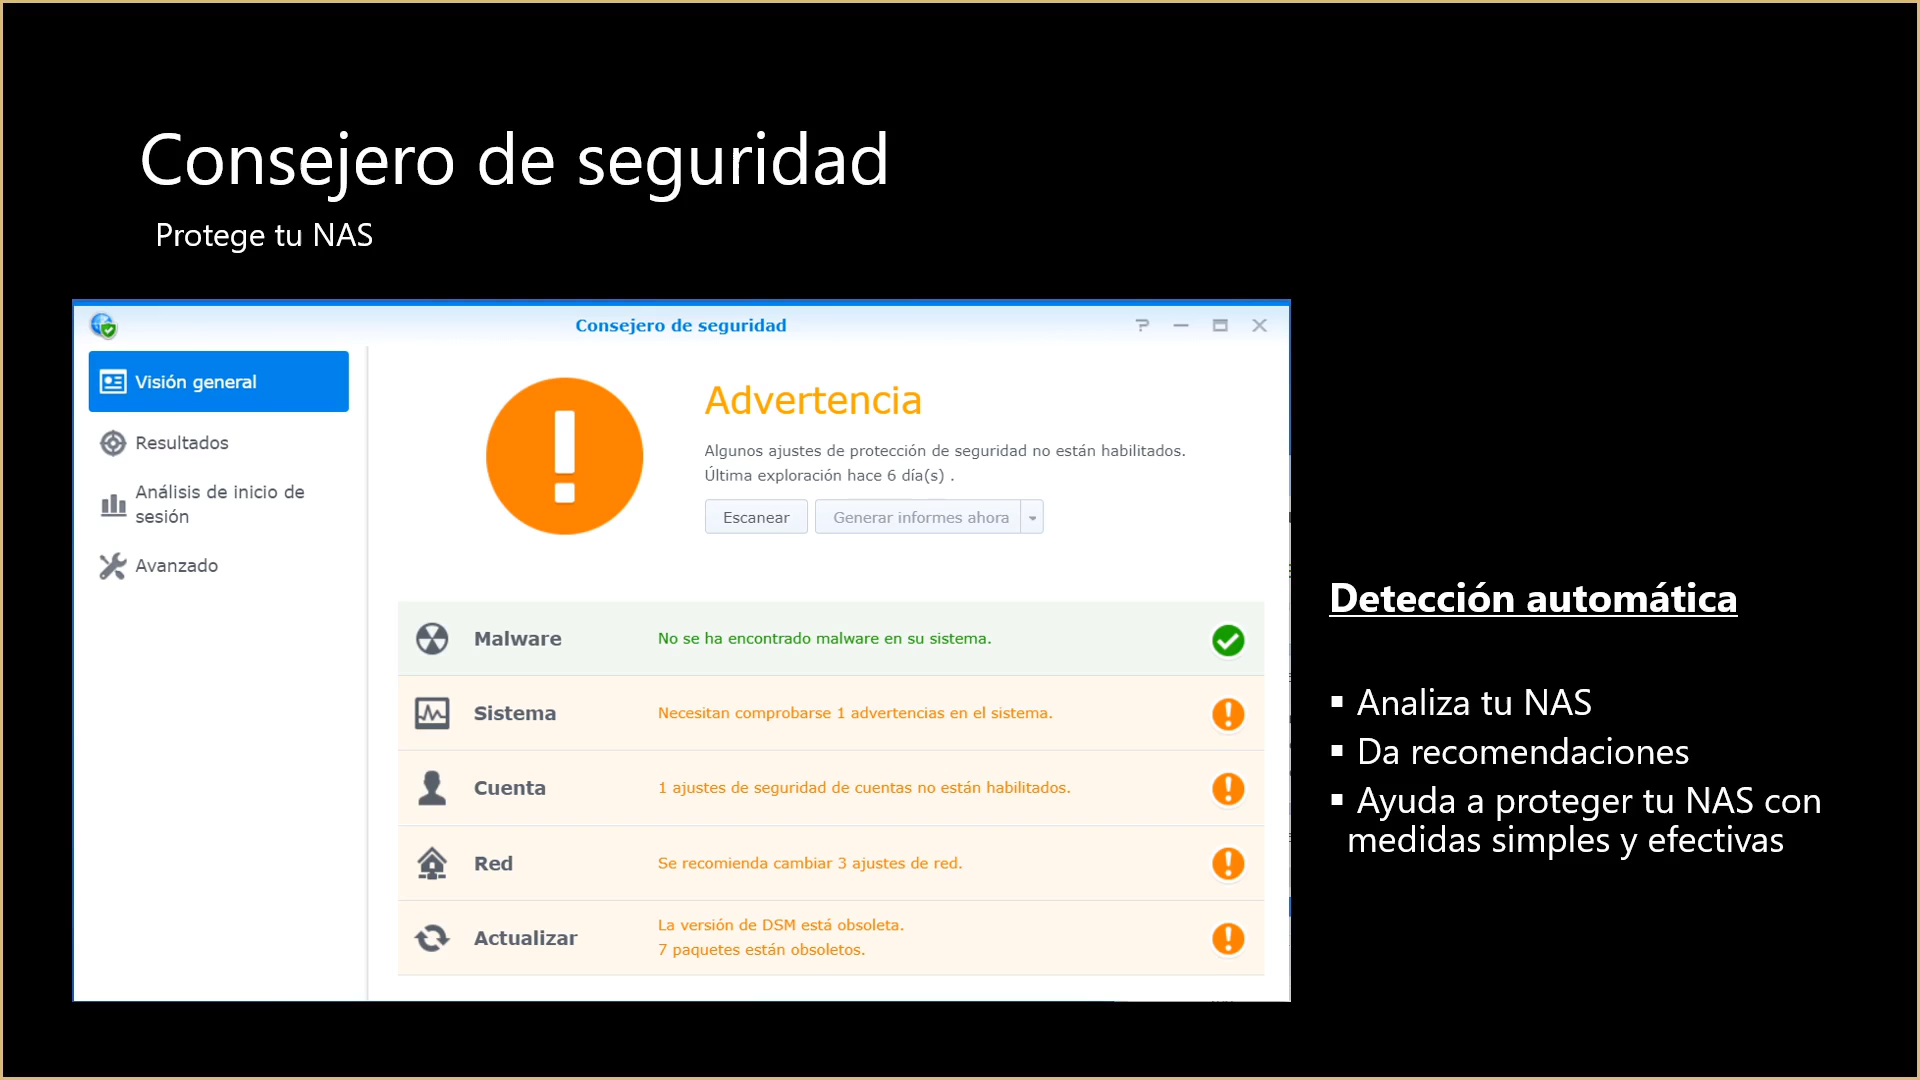 Consejero de seguridad
Protege tu NAS
Consejero de seguridad
Visión general
Resultados
Análisis de inicio de
sesión
Avanzado
Advertencia
Algunos ajustes de protección de seguridad no están habilitados.
Última exploración hace 6 día(s) .
Escanear
Generar informes ahora
Malware
No se ha encontrado malware en su sistema.
Sistema
Necesitan comprobarse 1 advertencias en el sistema.
Cuenta
1 ajustes de seguridad de cuentas no están habilitados.
Red
Se recomienda cambiar 3 ajustes de red.
Actualizar
La versión de DSM está obsoleta.
7 paquetes están obsoletos.
Detección automática
▪ Analiza tu NAS
▪ Da recomendaciones
▪ Ayuda a proteger tu NAS con
medidas simples y efectivas